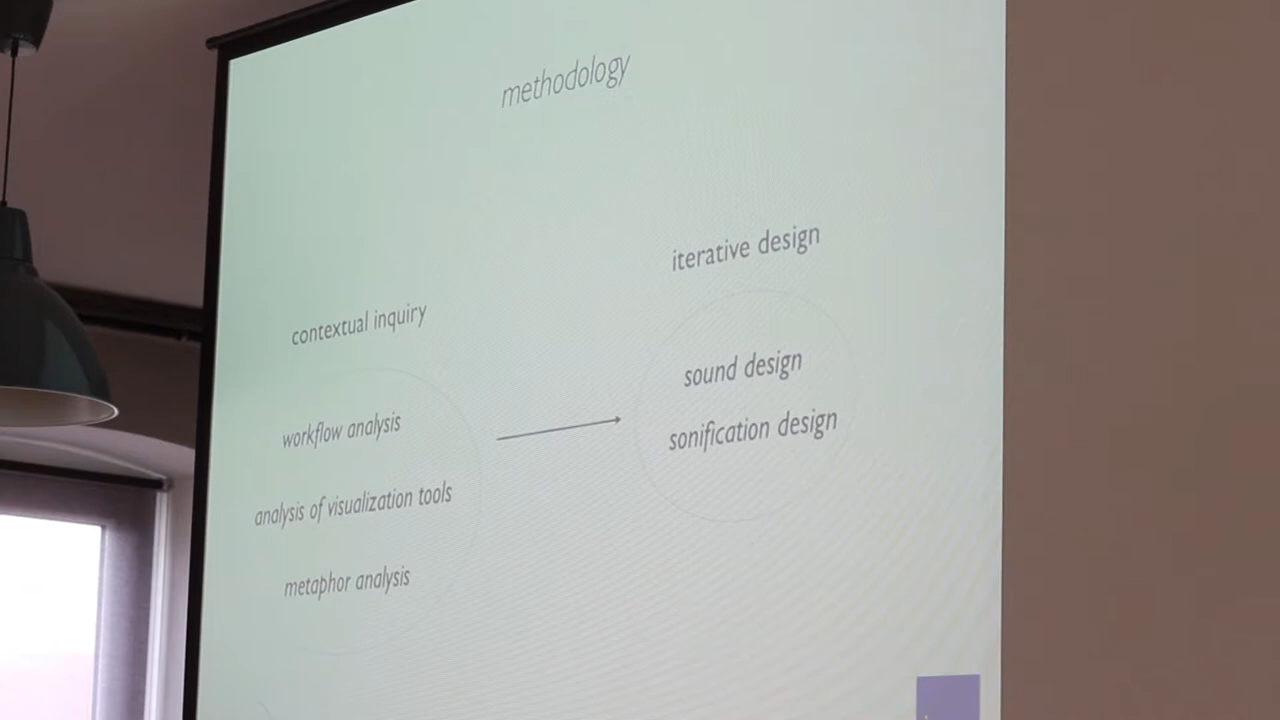 methodology
contextual inquiry
workflow analysis
analysis of visualization tools
metaphor analysis
iterative design
sound design
sonification design